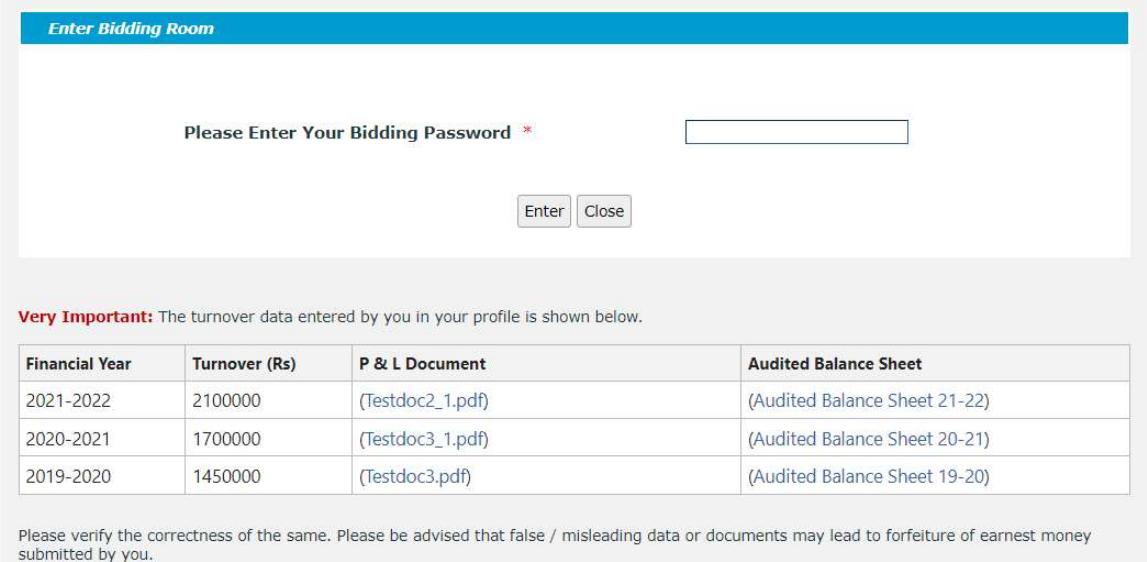 Enter Bidding Room
Please Enter Your Bidding Password *
Enter Close
Very Important: The turnover data entered by you in your profile is shown below.
Financial Year Turnover (Rs) P & L Document Audited Balance Sheet
2021-2022 2100000 (Testdoc2_1.pdf) (Audited Balance Sheet 21-22)
2020-2021 1700000 (Testdoc3_1.pdf) (Audited Balance Sheet 20-21)
2019-2020 1450000 (Testdoc3.pdf) (Audited Balance Sheet 19-20)
Please verify the correctness of the same. Please be advised that false / misleading data or documents may lead to forfeiture of earnest money
submitted by you.